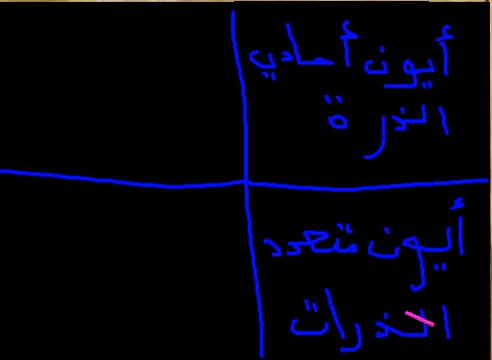 أيون أحادي
الذرة
أيون متعدد
الذرات